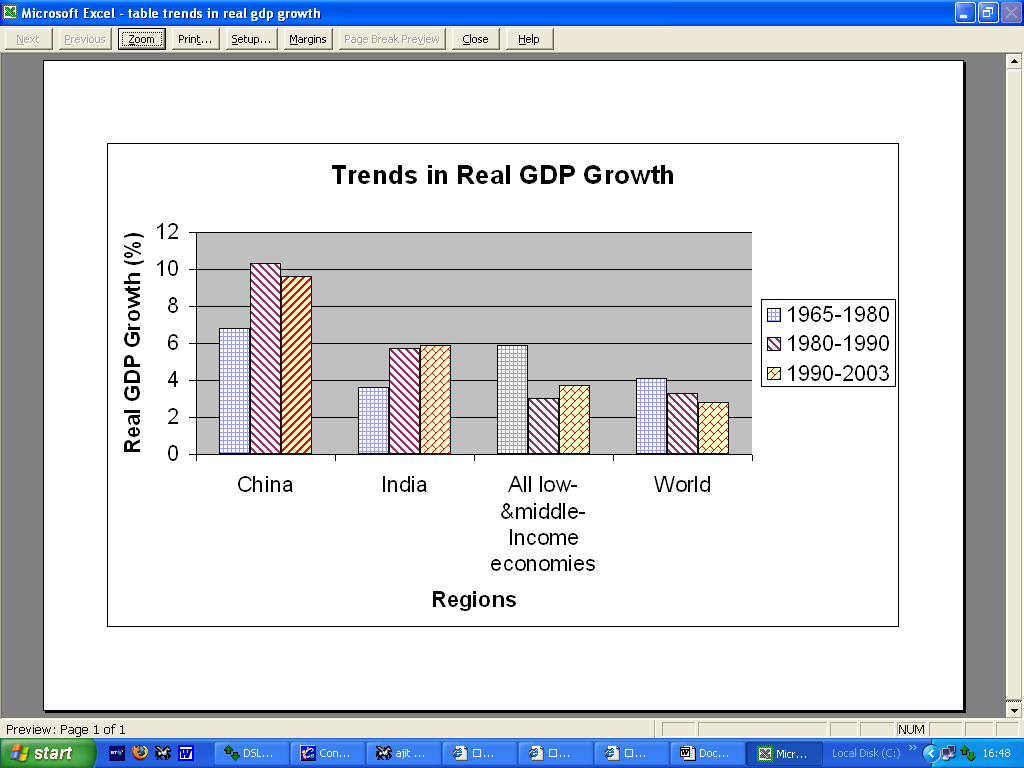 Microsoft Excel - table trends in real gdp growth
Next Previous Zoom Print... Setup... Margins Page Break Preview Close Help
Trends in Real GDP Growth
Real GDP Growth (%)
12
10
8
6
4
2
0
1965-1980
1980-1990
1990-2003
China India All low- World
&middle-
Income
economies
Regions
Preview: Page 1 of 1 NUM
start DSL... Con... ajit ... Doc... Micr... Local Disk (C:) 16:48